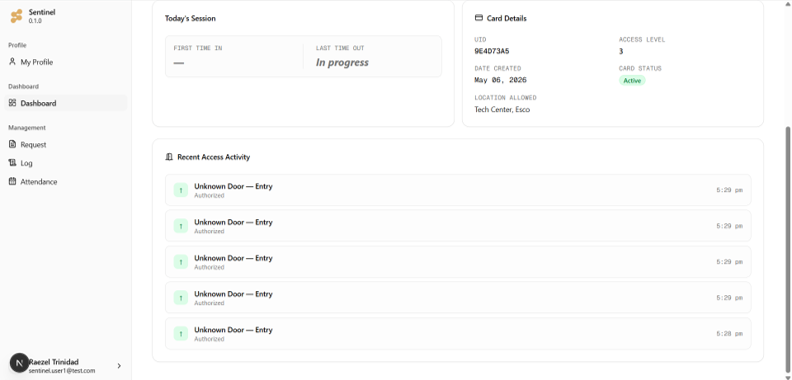 Sentinel
0.1.0
Profile
My Profile
Dashboard
Dashboard
Management
Request
Log
Attendance
N
Raezel Trinidad
sentinel.user1@test.com
Today's Session
FIRST TIME IN
—
LAST TIME OUT
In progress
Card Details
UID
9E4D73A5
ACCESS LEVEL
3
DATE CREATED
May 06, 2026
CARD STATUS
Active
LOCATION ALLOWED
Tech Center, Esco
Recent Access Activity
↑ Unknown Door — Entry 5:29 pm
Authorized
↑ Unknown Door — Entry 5:29 pm
Authorized
↑ Unknown Door — Entry 5:29 pm
Authorized
↑ Unknown Door — Entry 5:29 pm
Authorized
↑ Unknown Door — Entry 5:28 pm
Authorized